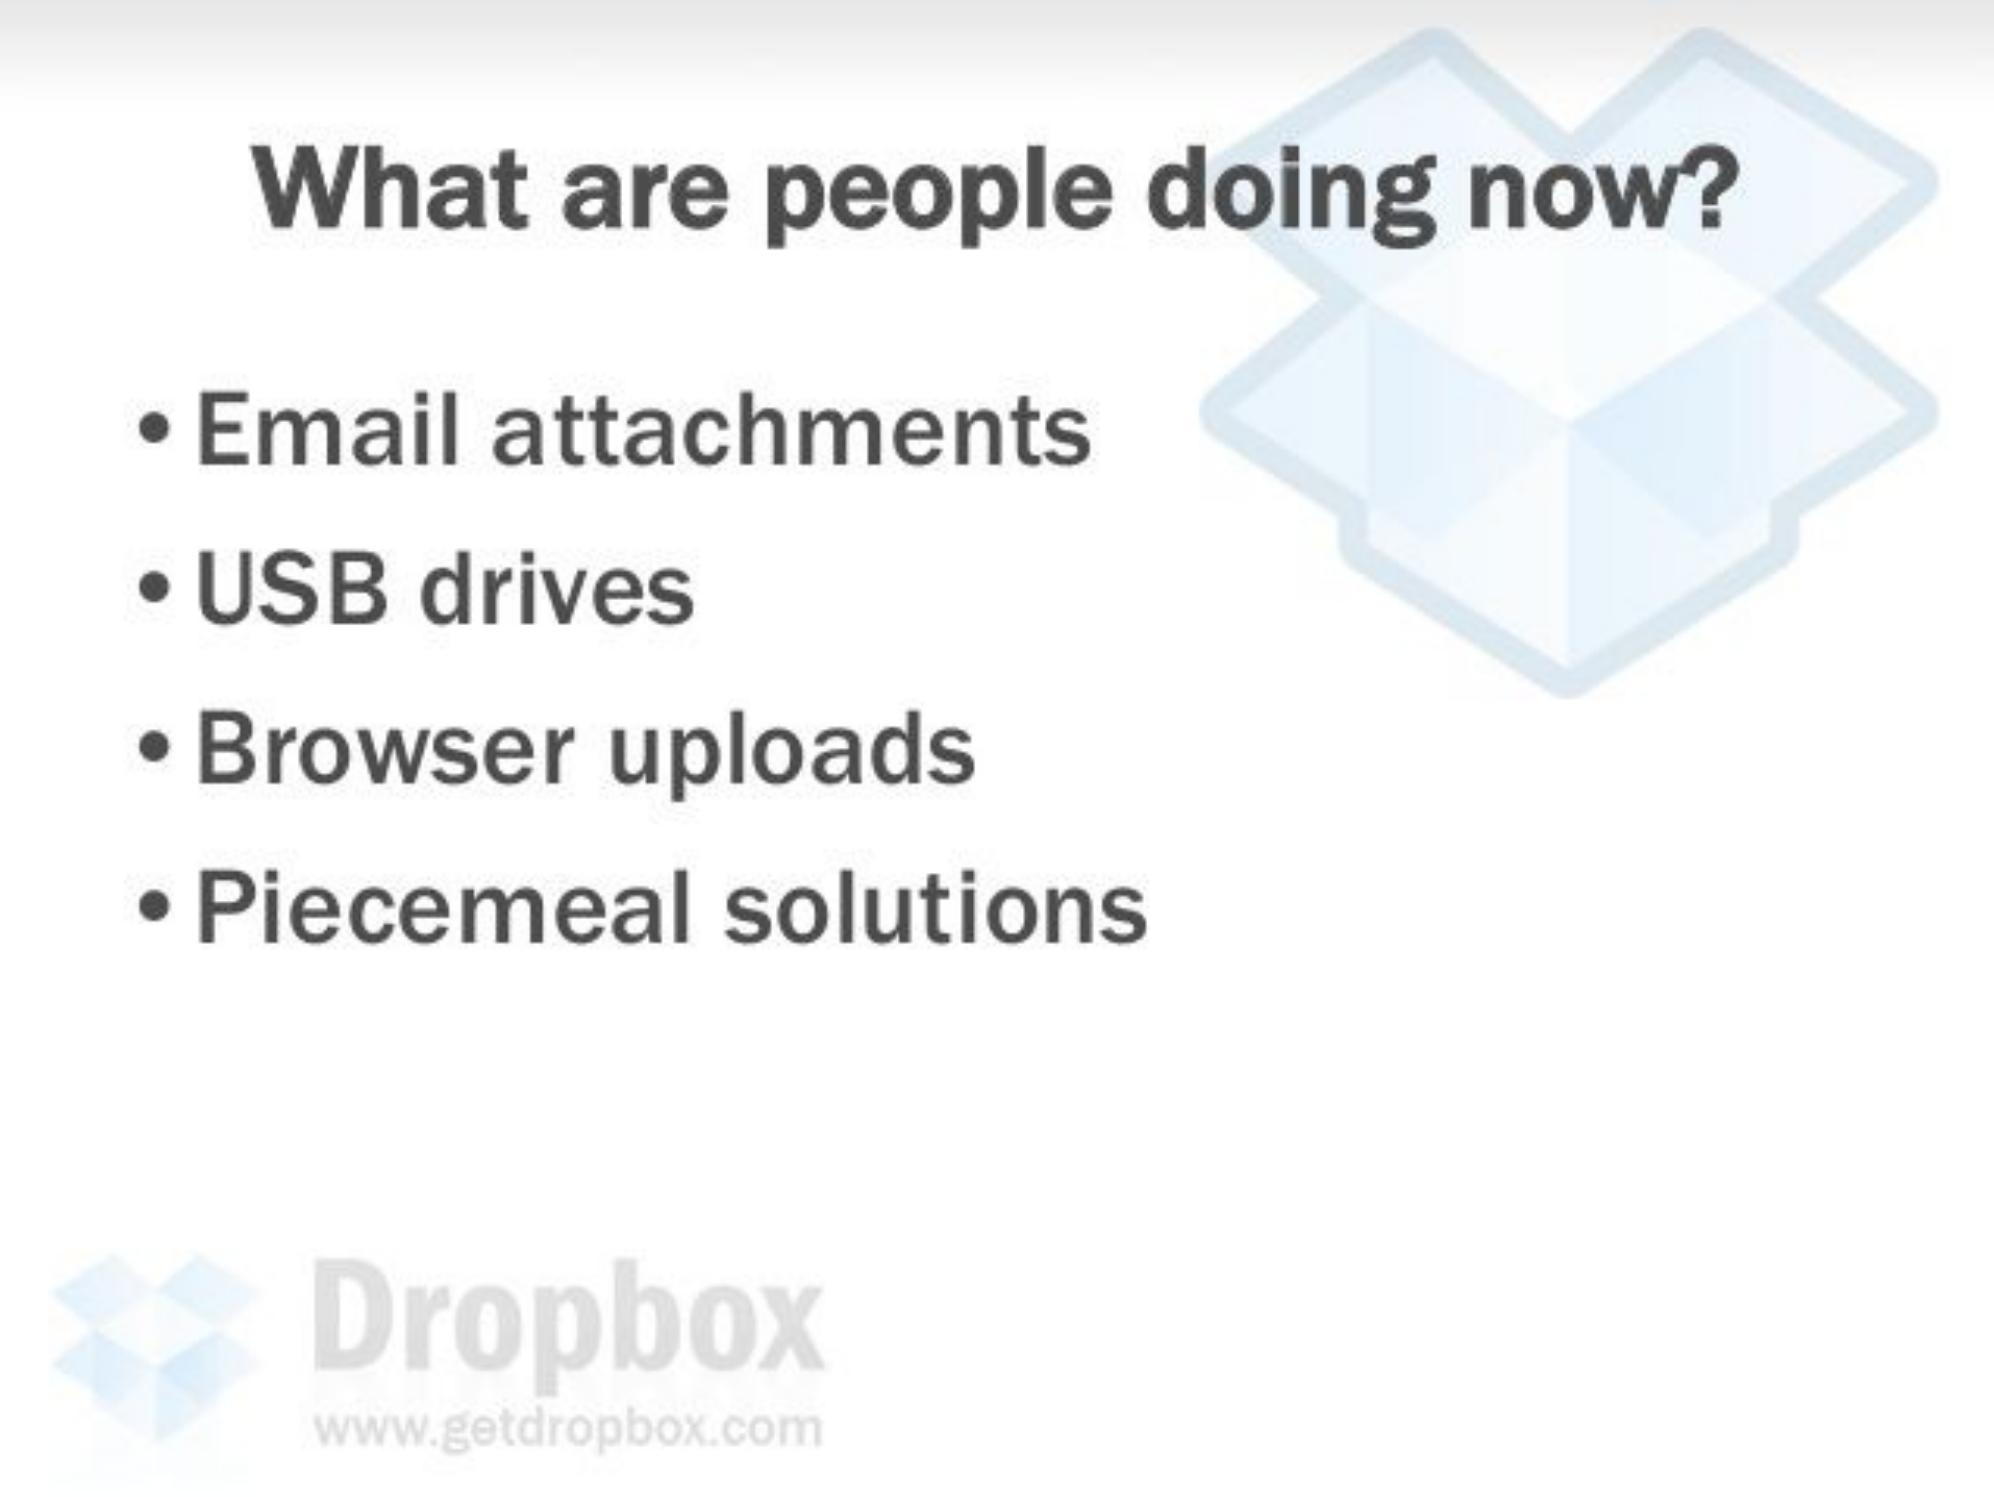 What are people doing now?
• Email attachments
• USB drives
• Browser uploads
• Piecemeal solutions
Dropbox
www.getdropbox.com